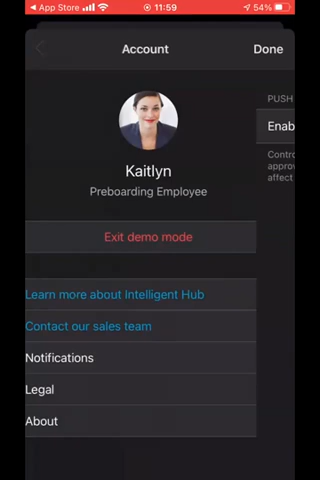 App Store 11:59 54%
Account Done
Kaitlyn
Preboarding Employee
Exit demo mode
Learn more about Intelligent Hub
Contact our sales team
Notifications
Legal
About
PUSH
Enab
Contro
approv
affect